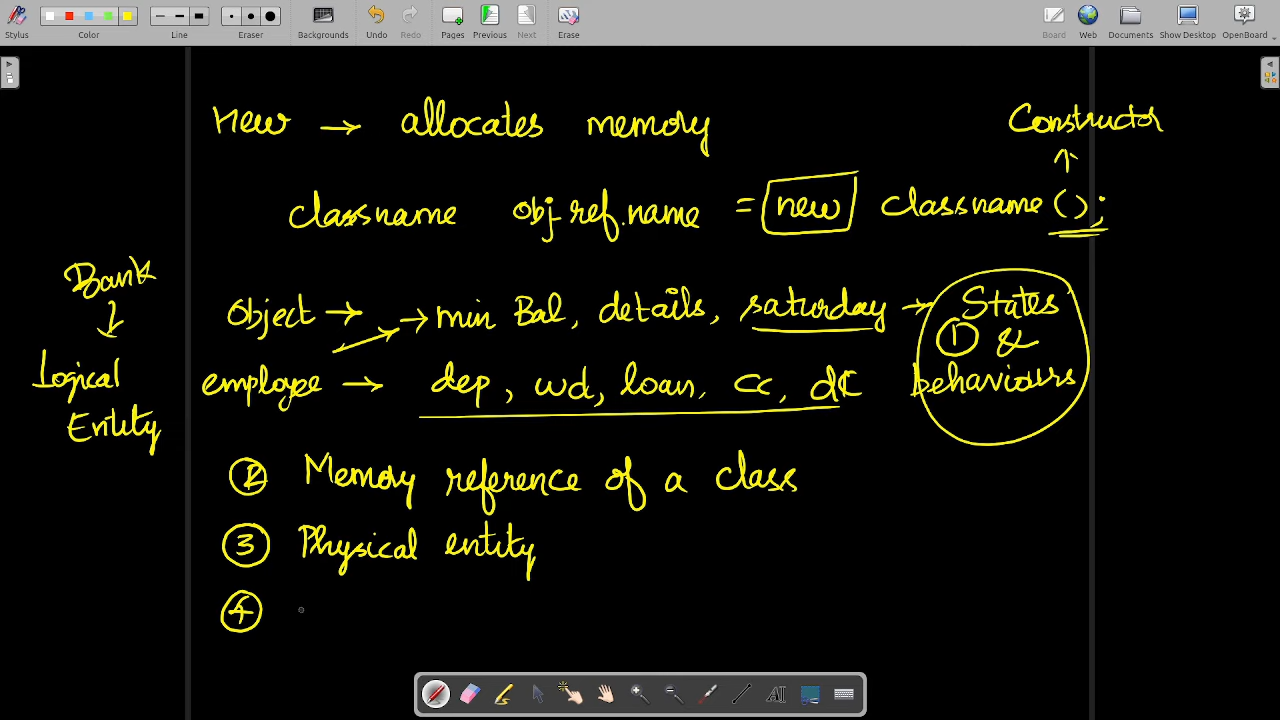 Stylus Color Line Eraser Backgrounds Undo Redo Pages Previous Next Erase Board Web Documents Show Desktop OpenBoard
new → allocates memory
Constructor
↑
classname obj.ref.name = new classname ();
Bank
↓
Logical
Entity
Object → → min Bal, details, saturday → States
① &
behaviours
employee → dep, wd, loan, cc, dc
② Memory reference of a class
③ Physical entity
④